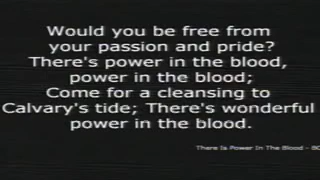 Would you be free from
your passion and pride?
There's power in the blood,
power in the blood;
Come for a cleansing to
Calvary's tide; There's wonderful
power in the blood.
There Is Power In The Blood - 80